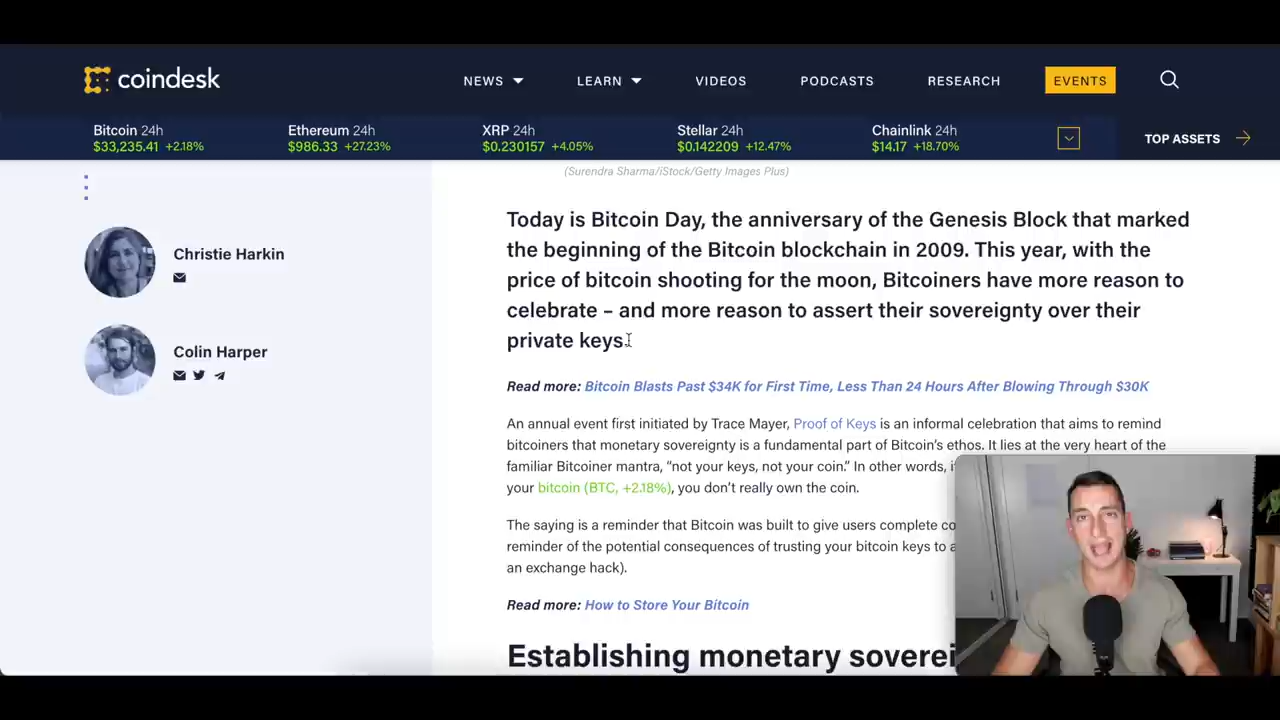 coindesk
NEWS LEARN VIDEOS PODCASTS RESEARCH EVENTS
Bitcoin 24h Ethereum 24h XRP 24h Stellar 24h Chainlink 24h
$33,235.41 +2.18% $986.33 +27.23% $0.230157 +4.05% $0.142209 +12.47% $14.17 +18.70%
TOP ASSETS
(Surendra Sharma/iStock/Getty Images Plus)
Christie Harkin
Colin Harper
Today is Bitcoin Day, the anniversary of the Genesis Block that marked
the beginning of the Bitcoin blockchain in 2009. This year, with the
price of bitcoin shooting for the moon, Bitcoiners have more reason to
celebrate – and more reason to assert their sovereignty over their
private keys.
Read more: Bitcoin Blasts Past $34K for First Time, Less Than 24 Hours After Blowing Through $30K
An annual event first initiated by Trace Mayer, Proof of Keys is an informal celebration that aims to remind
bitcoiners that monetary sovereignty is a fundamental part of Bitcoin's ethos. It lies at the very heart of the
familiar Bitcoiner mantra, "not your keys, not your coin." In other words,
your bitcoin (BTC, +2.18%), you don't really own the coin.
The saying is a reminder that Bitcoin was built to give users complete
reminder of the potential consequences of trusting your bitcoin keys to
an exchange hack).
Read more: How to Store Your Bitcoin
Establishing monetary